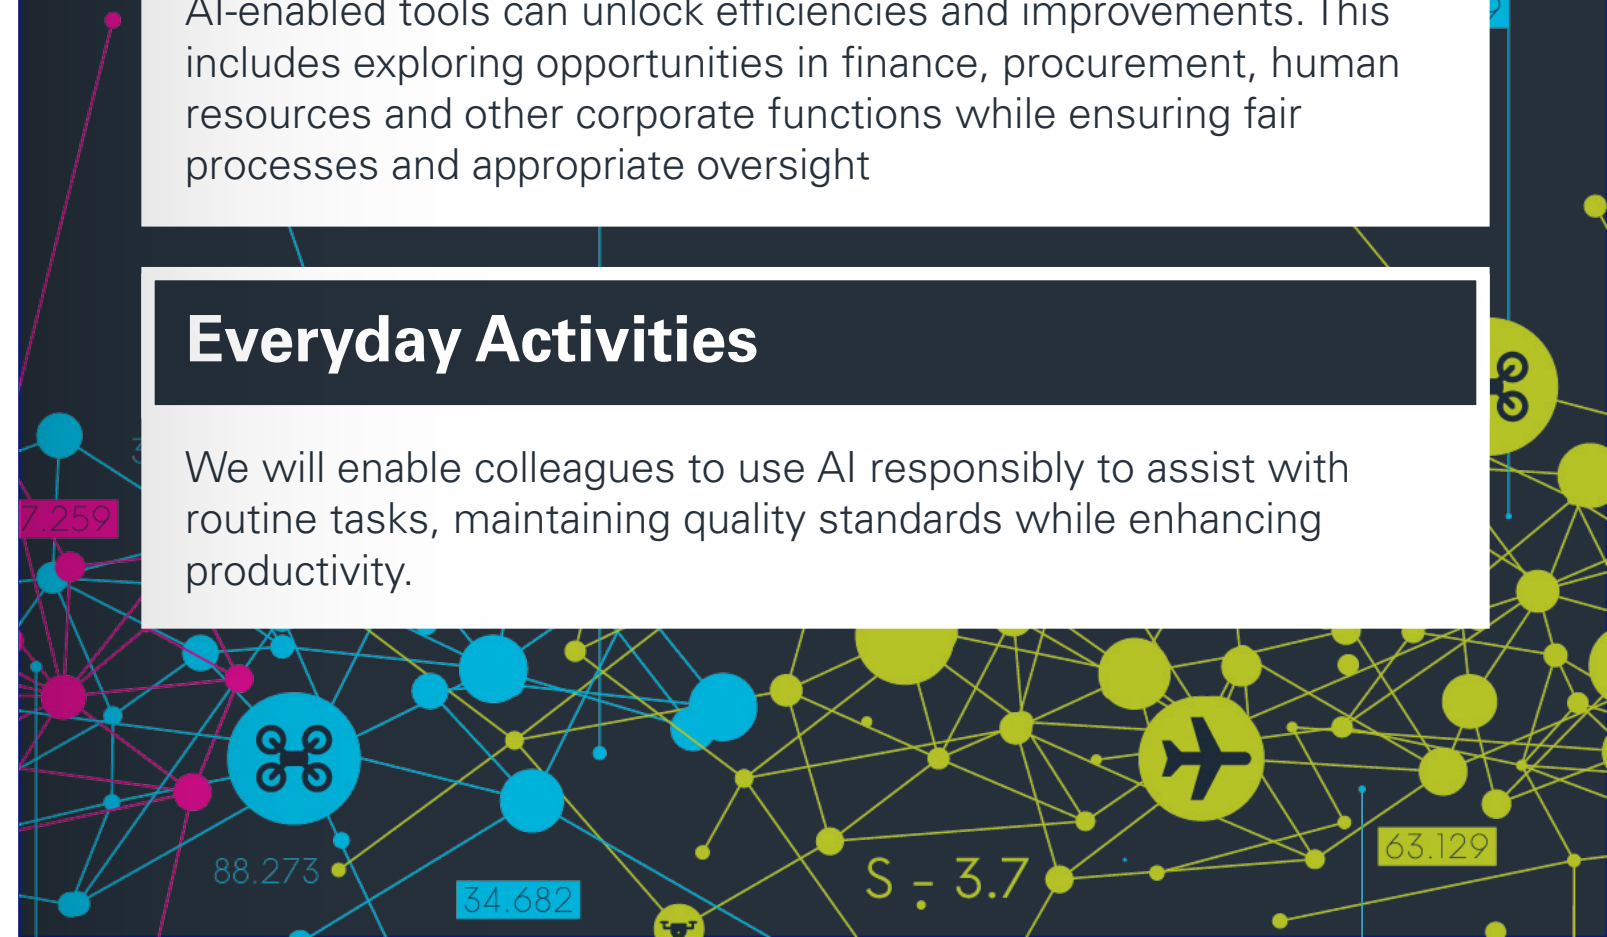 AI-enabled tools can unlock efficiencies and improvements. This
includes exploring opportunities in finance, procurement, human
resources and other corporate functions while ensuring fair
processes and appropriate oversight
Everyday Activities
We will enable colleagues to use AI responsibly to assist with
routine tasks, maintaining quality standards while enhancing
productivity.
7.259
88.273
34.682
S - 3.7
63.129